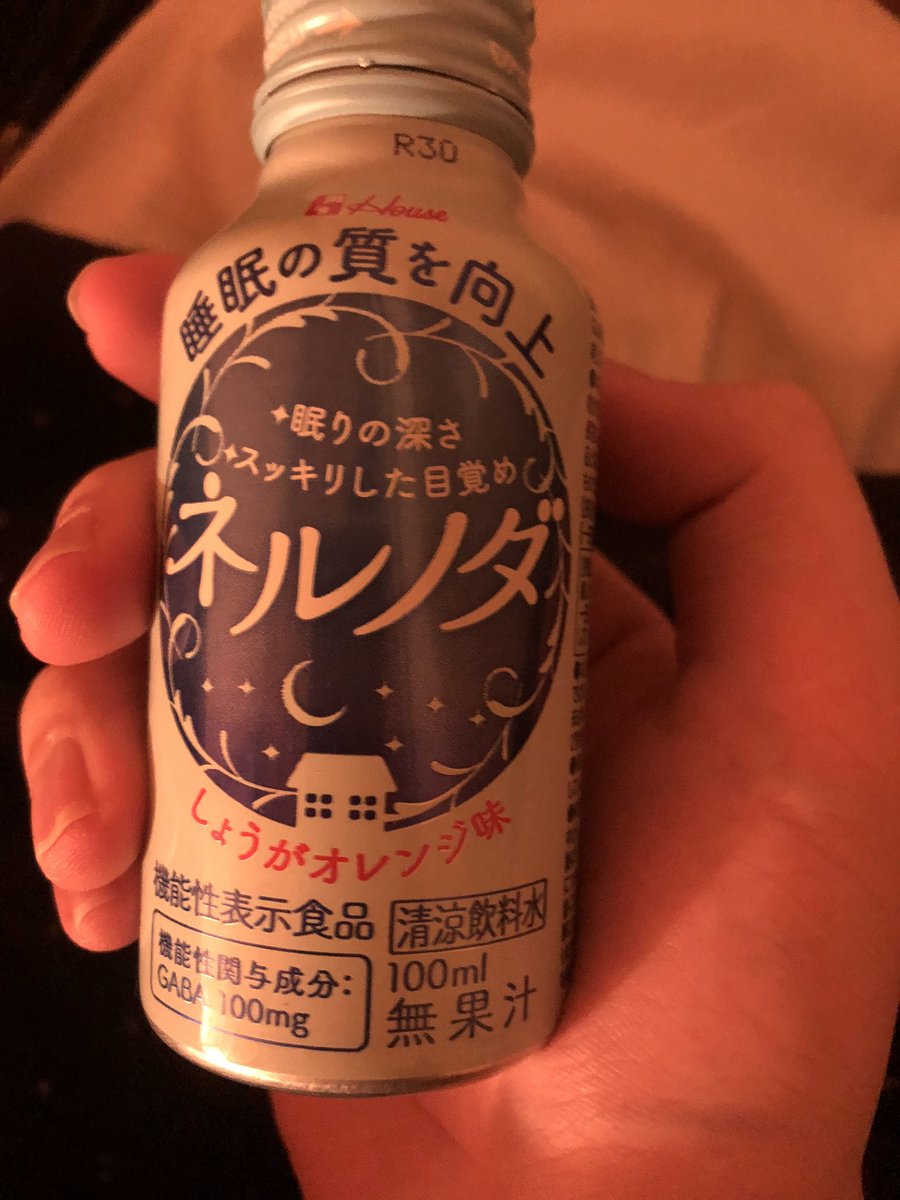 R30
House
睡眠の質を向上
眠りの深さ
スッキリした目覚め
ネルノダ
しょうがオレンジ味
機能性表示食品
清涼飲料水
機能性関与成分:
GABA 100mg
100ml
無果汁